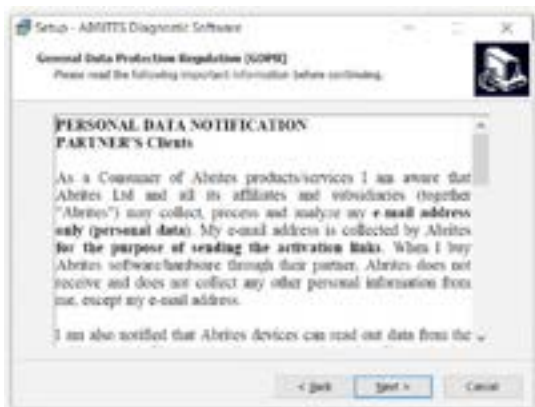 Setup - ABRITES Diagnostic Software
General Data Protection Regulation (GDPR)
Please read the following important information before continuing.
PERSONAL DATA NOTIFICATION
PARTNER'S Clients
As a Consumer of Abrites products/services I am aware that
Abrites Ltd and all its affiliates and subsidiaries (together
"Abrites") may collect, process and analyze my e-mail address
only (personal data). My e-mail address is collected by Abrites
for the purpose of sending the activation links. When I buy
Abrites software/hardware through their partner, Abrites does not
receive and does not collect any other personal information from
me, except my e-mail address.
I am also notified that Abrites devices can read out data from the
< Back
Next >
Cancel